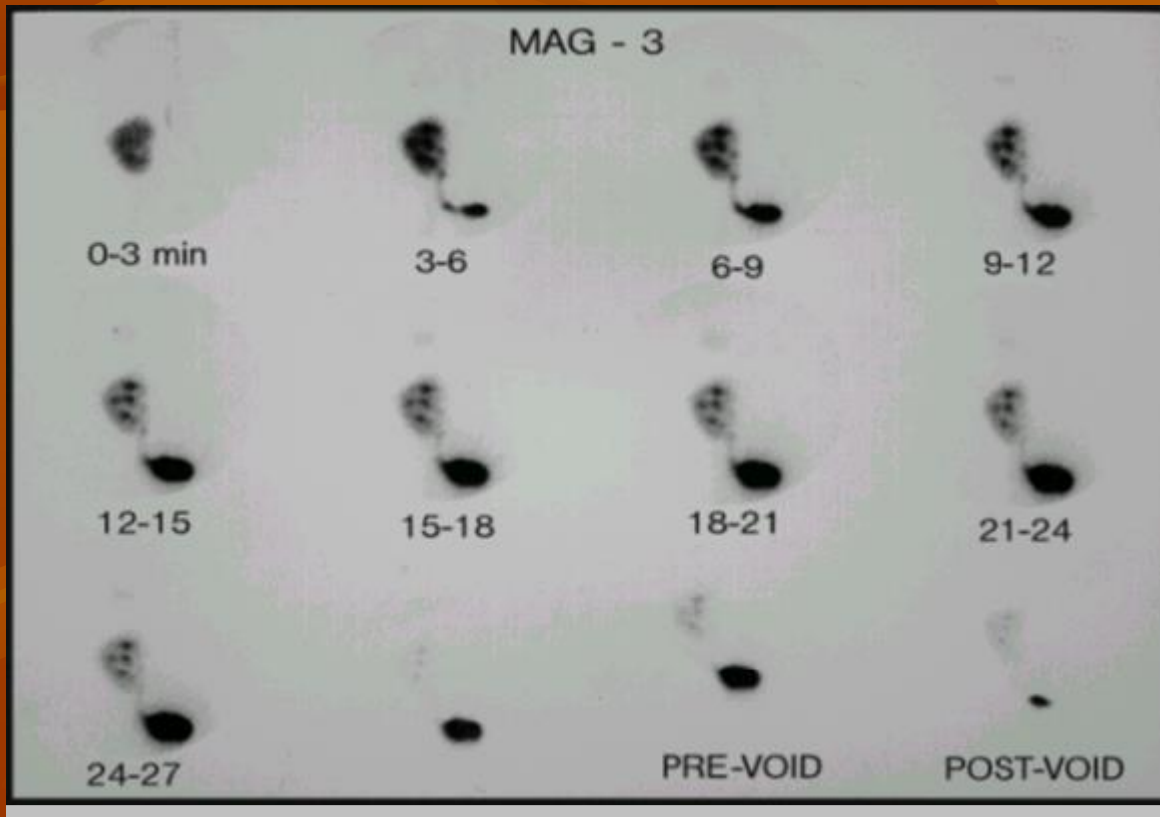 MAG - 3
0-3 min
3-6
6-9
9-12
12-15
15-18
18-21
21-24
24-27
PRE-VOID
POST-VOID